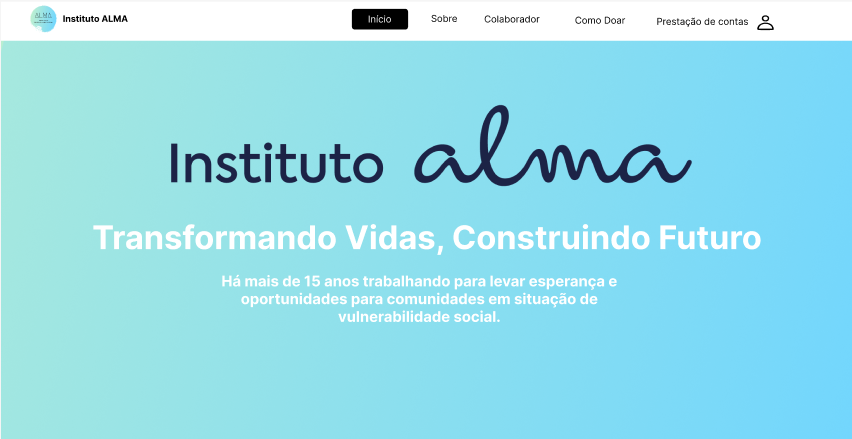 ALMA
Instituto ALMA
Início
Sobre
Colaborador
Como Doar
Prestação de contas
Instituto alma
Transformando Vidas, Construindo Futuro
Há mais de 15 anos trabalhando para levar esperança e
oportunidades para comunidades em situação de
vulnerabilidade social.